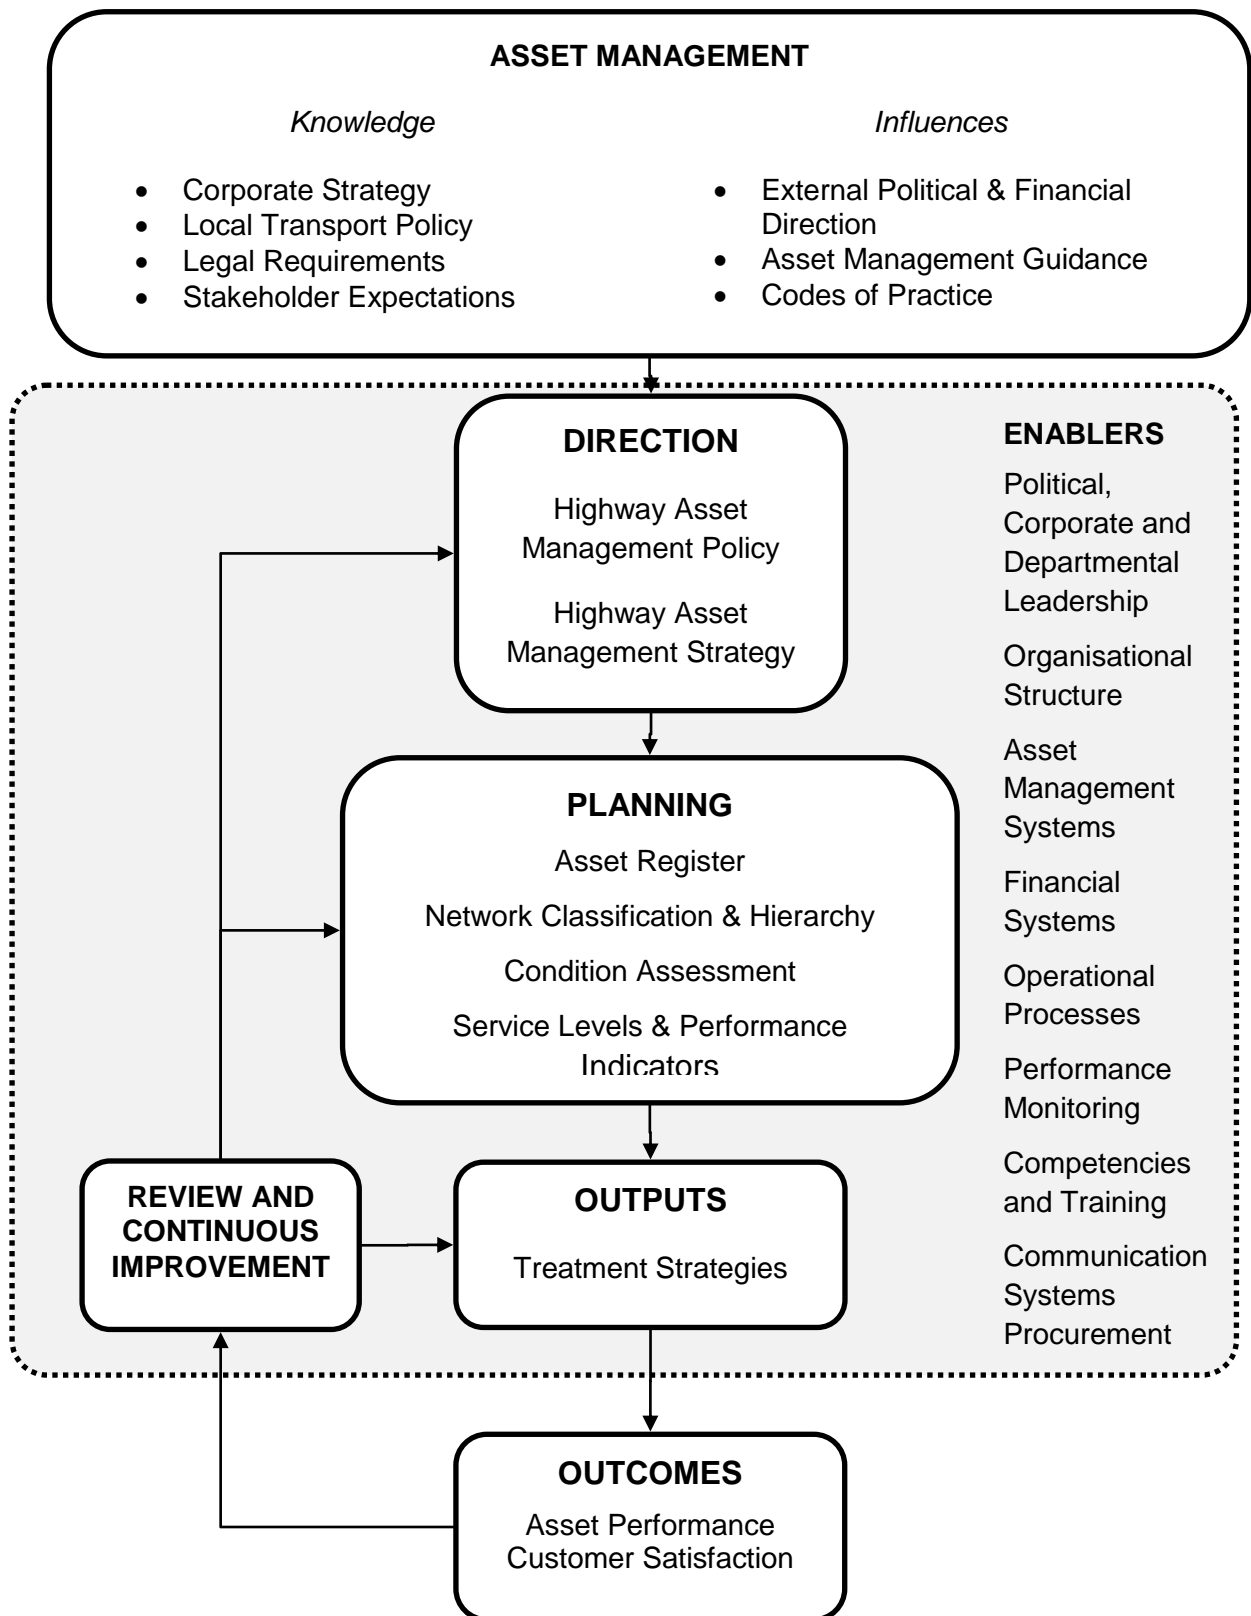 ASSET MANAGEMENT
Knowledge
• Corporate Strategy
• Local Transport Policy
• Legal Requirements
• Stakeholder Expectations
Influences
• External Political & Financial
Direction
• Asset Management Guidance
• Codes of Practice
DIRECTION
Highway Asset
Management Policy
Highway Asset
Management Strategy
PLANNING
Asset Register
Network Classification & Hierarchy
Condition Assessment
Service Levels & Performance
Indicators
REVIEW AND
CONTINUOUS
IMPROVEMENT
OUTPUTS
Treatment Strategies
OUTCOMES
Asset Performance
Customer Satisfaction
ENABLERS
Political,
Corporate and
Departmental
Leadership
Organisational
Structure
Asset
Management
Systems
Financial
Systems
Operational
Processes
Performance
Monitoring
Competencies
and Training
Communication
Systems
Procurement